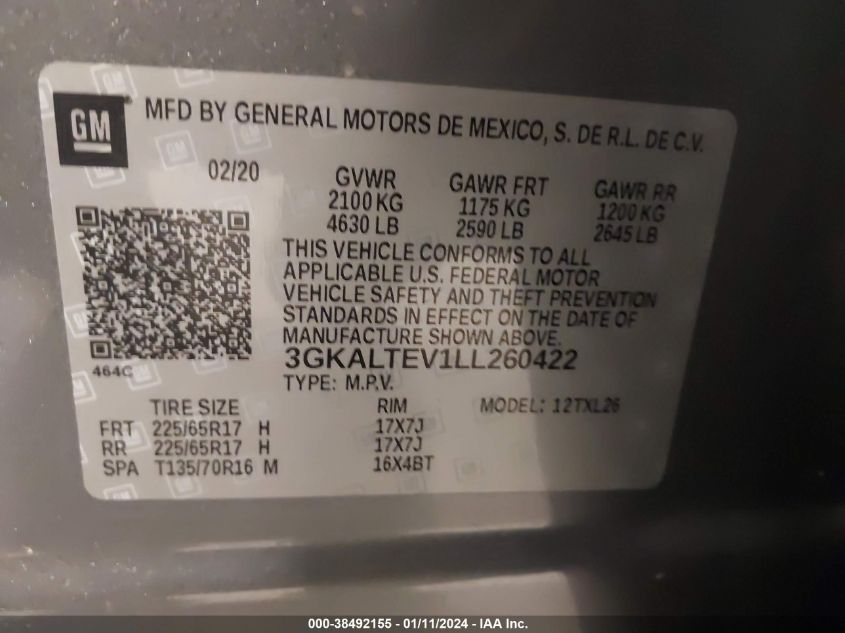 GM MFD BY GENERAL MOTORS DE MEXICO, S. DE R.L. DE C.V.
02/20 GVWR GAWR FRT GAWR RR
2100 KG 1175 KG 1200 KG
4630 LB 2590 LB 2645 LB
THIS VEHICLE CONFORMS TO ALL
APPLICABLE U.S. FEDERAL MOTOR
VEHICLE SAFETY AND THEFT PREVENTION
STANDARDS IN EFFECT ON THE DATE OF
MANUFACTURE SHOWN ABOVE.
464C 3GKALTEV1LL260422
TYPE: M.P.V.
TIRE SIZE RIM MODEL: 12TXL26
FRT 225/65R17 H 17X7J
RR 225/65R17 H 17X7J
SPA T135/70R16 M 16X4BT
000-38492155 - 01/11/2024 - IAA Inc.